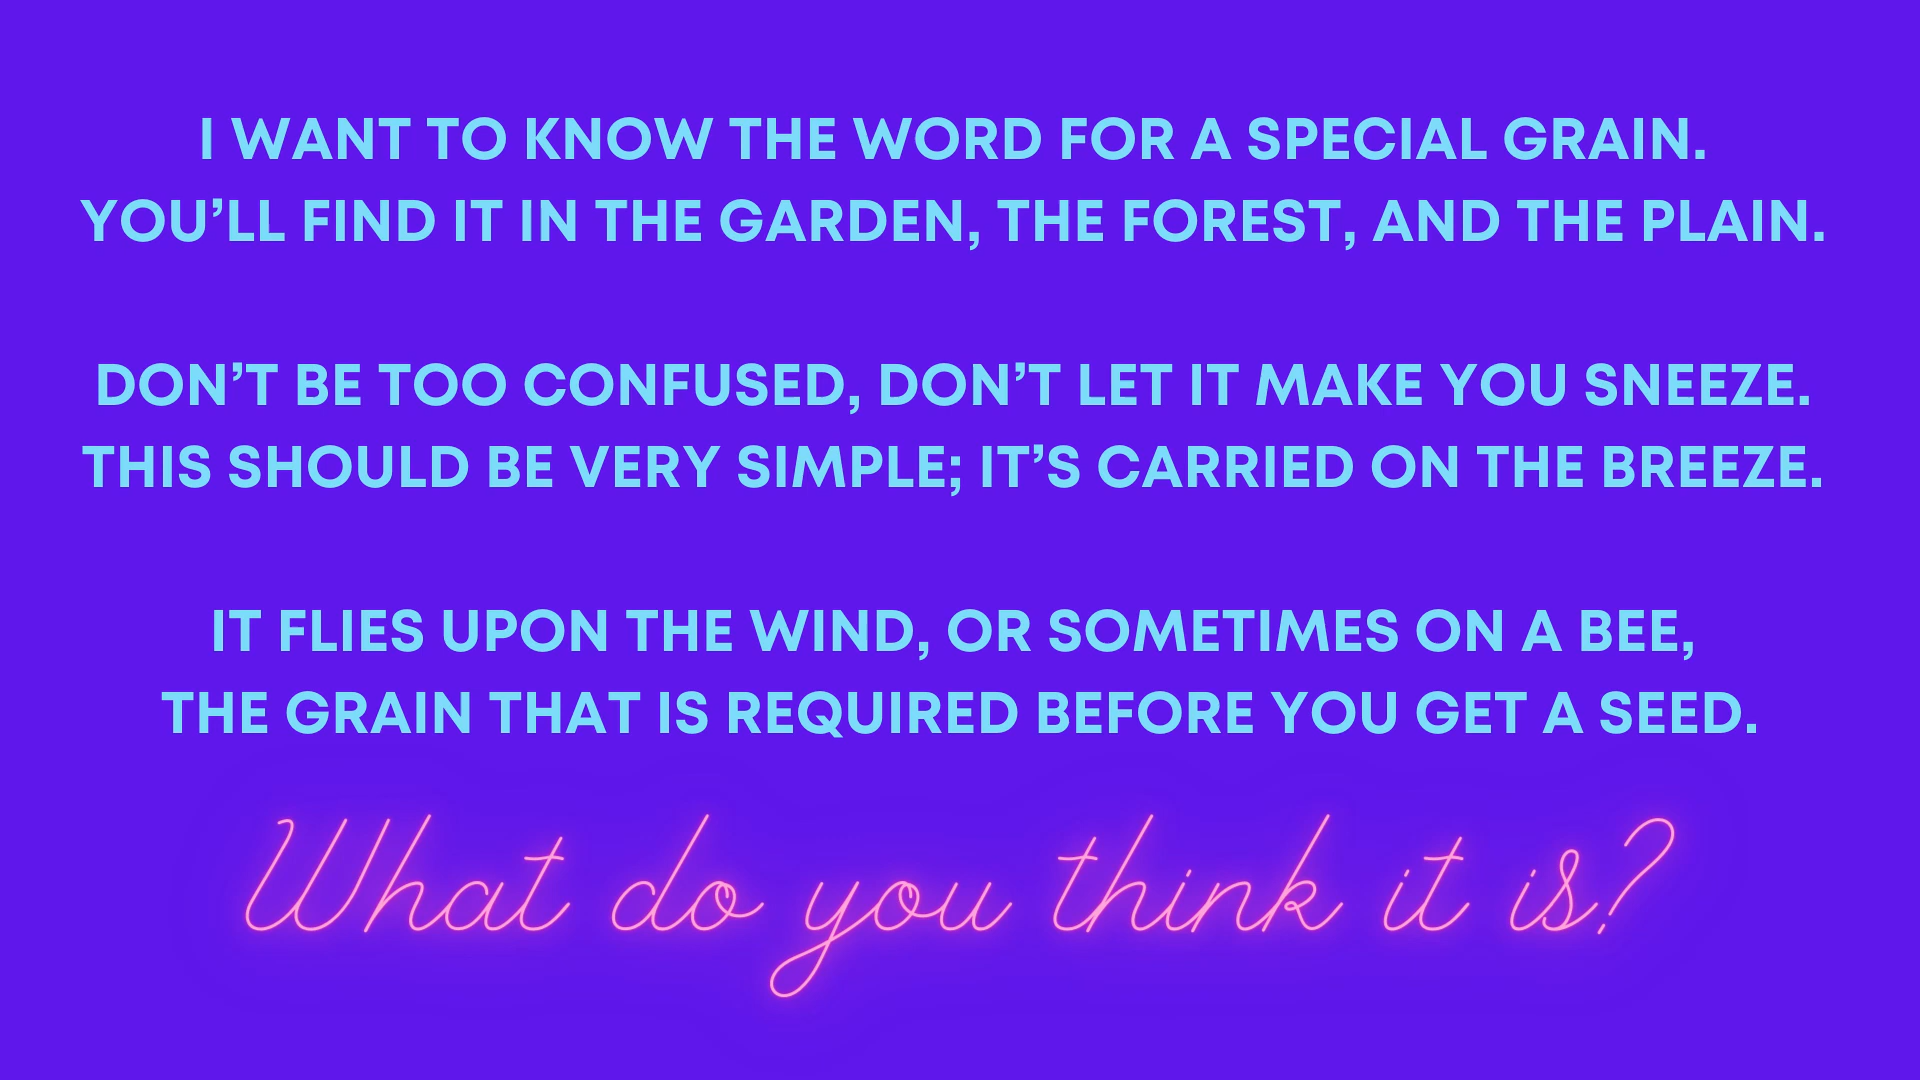 I WANT TO KNOW THE WORD FOR A SPECIAL GRAIN.
YOU’LL FIND IT IN THE GARDEN, THE FOREST, AND THE PLAIN.
DON’T BE TOO CONFUSED, DON’T LET IT MAKE YOU SNEEZE.
THIS SHOULD BE VERY SIMPLE; IT’S CARRIED ON THE BREEZE.
IT FLIES UPON THE WIND, OR SOMETIMES ON A BEE,
THE GRAIN THAT IS REQUIRED BEFORE YOU GET A SEED.
What do you think it is?